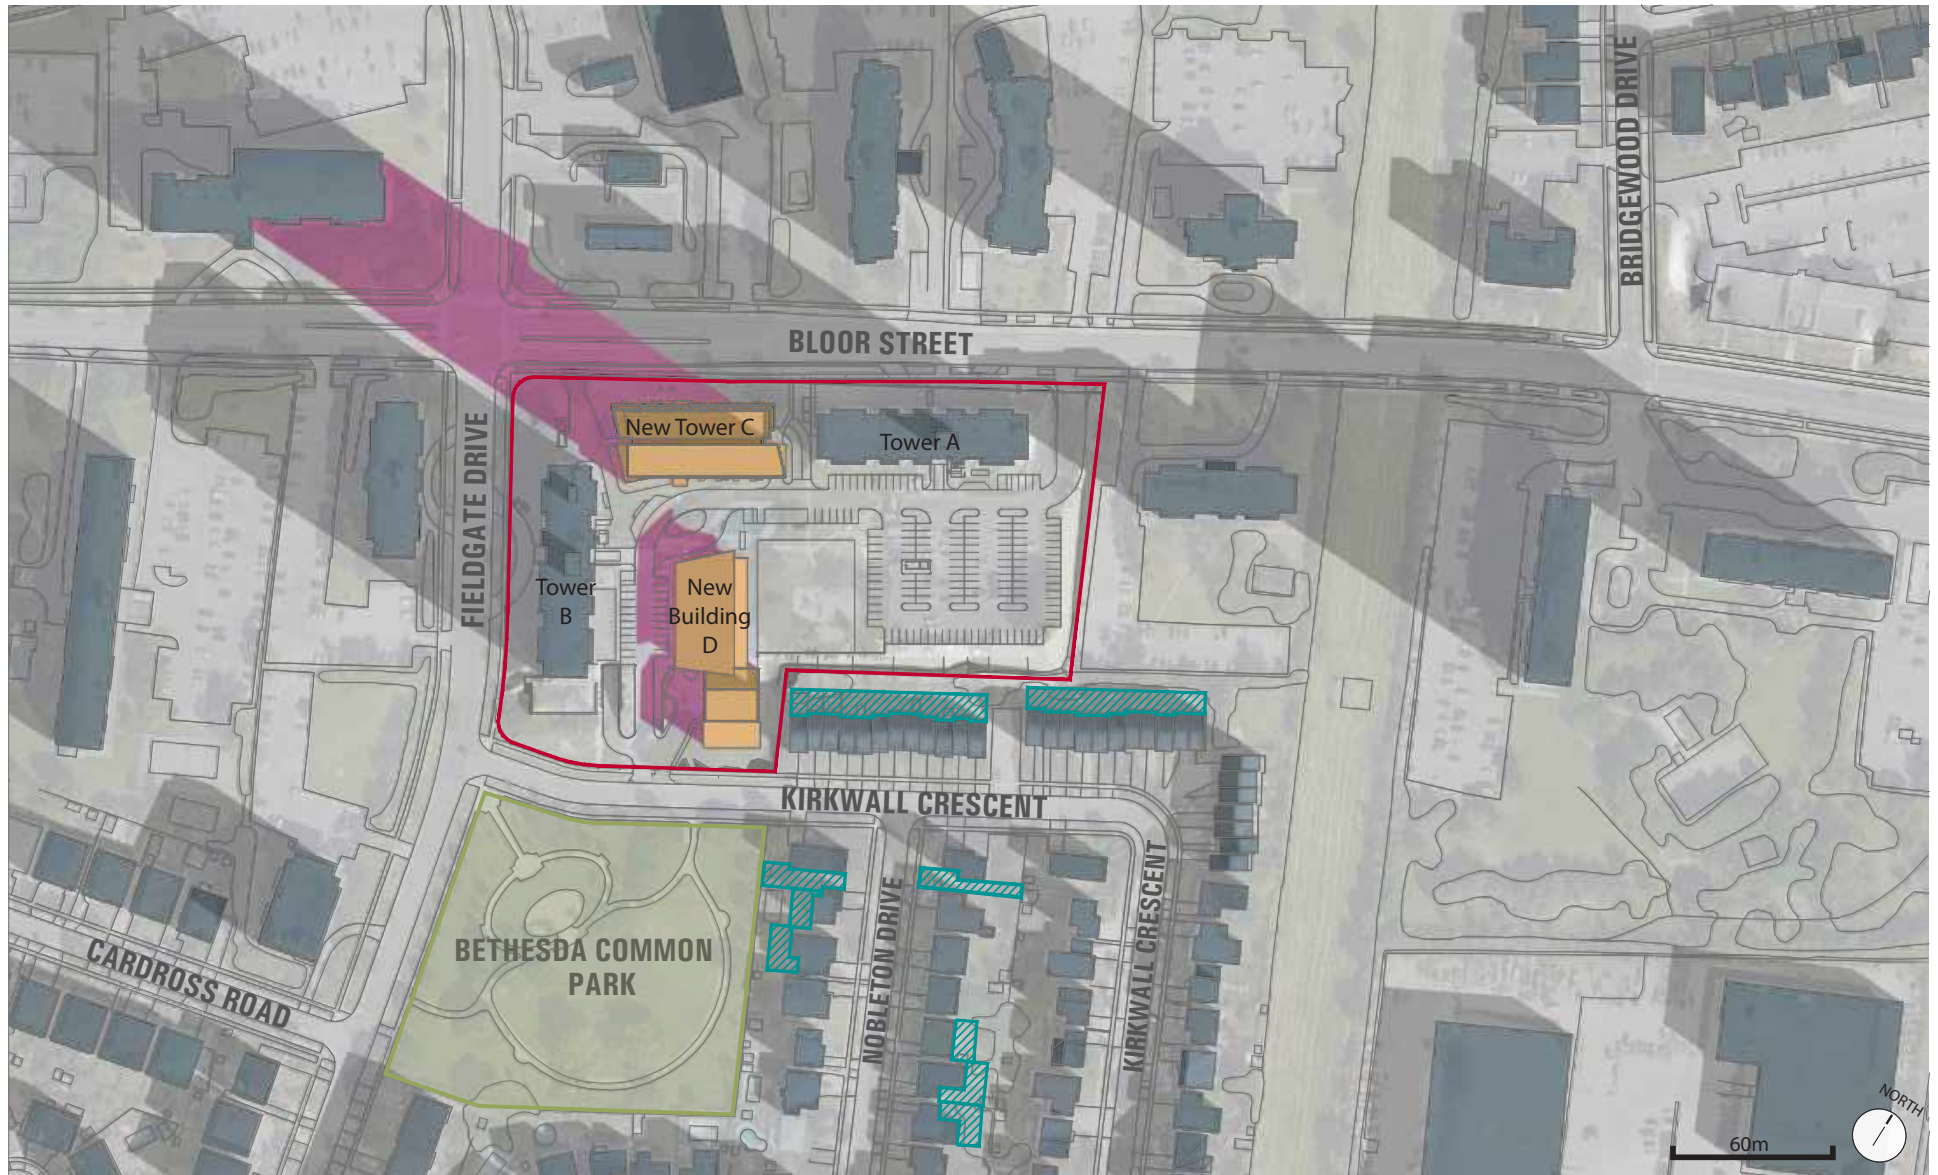 BRIDGEWOOD DRIVE
BLOOR STREET
FIELDGATE DRIVE
New Tower C
Tower A
Tower
B
New
Building
D
KIRKWALL CRESCENT
KIRKWALL CRESCENT
NOBLETON DRIVE
BETHESDA COMMON
PARK
CARDROSS ROAD
NORTH
60m